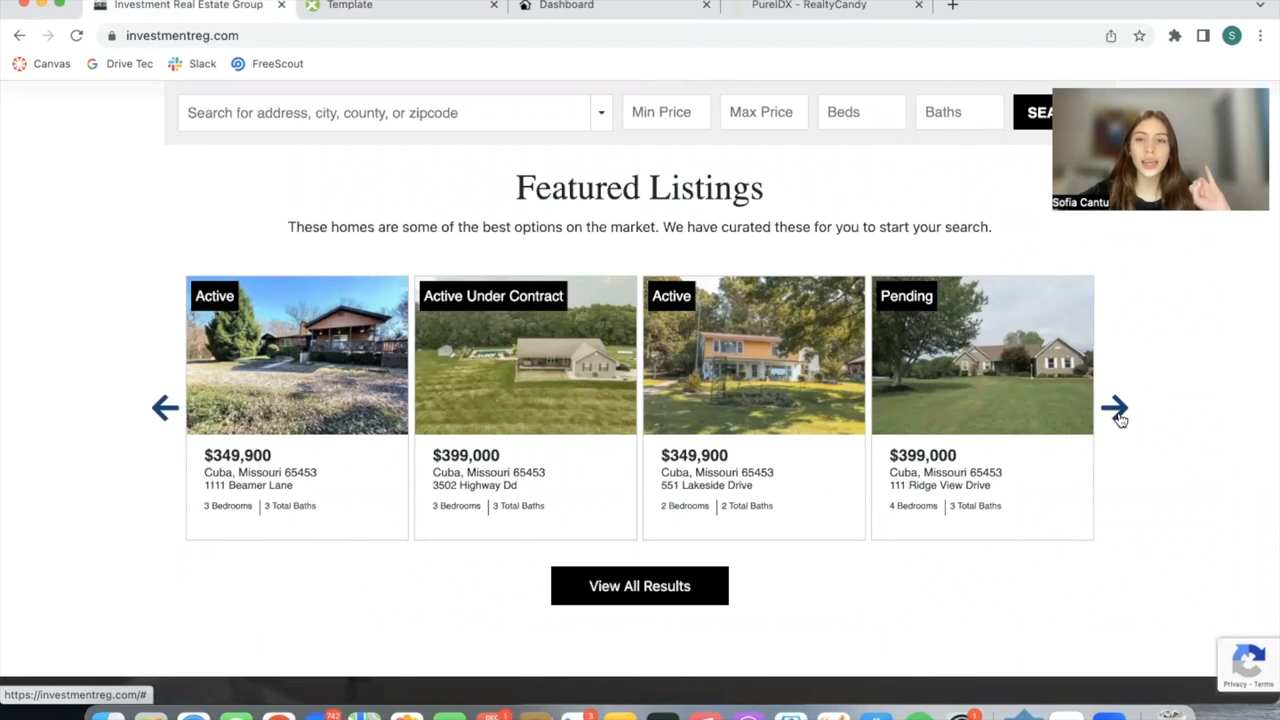 Investment Real Estate Group
Template
Dashboard
PureIDX - RealtyCandy
investmentreg.com
S
Canvas
Drive Tec
Slack
FreeScout
Search for address, city, county, or zipcode
Min Price
Max Price
Beds
Baths
SEA
Sofia Cantu
Featured Listings
These homes are some of the best options on the market. We have curated these for you to start your search.
Active
Active Under Contract
Active
Pending
$349,900
Cuba, Missouri 65453
1111 Beamer Lane
3 Bedrooms
3 Total Baths
$399,000
Cuba, Missouri 65453
3502 Highway Dd
3 Bedrooms
3 Total Baths
$349,900
Cuba, Missouri 65453
551 Lakeside Drive
2 Bedrooms
2 Total Baths
$399,000
Cuba, Missouri 65453
111 Ridge View Drive
4 Bedrooms
3 Total Baths
View All Results
Privacy - Terms
https://investmentreg.com/#
742
DEC
1
3
1